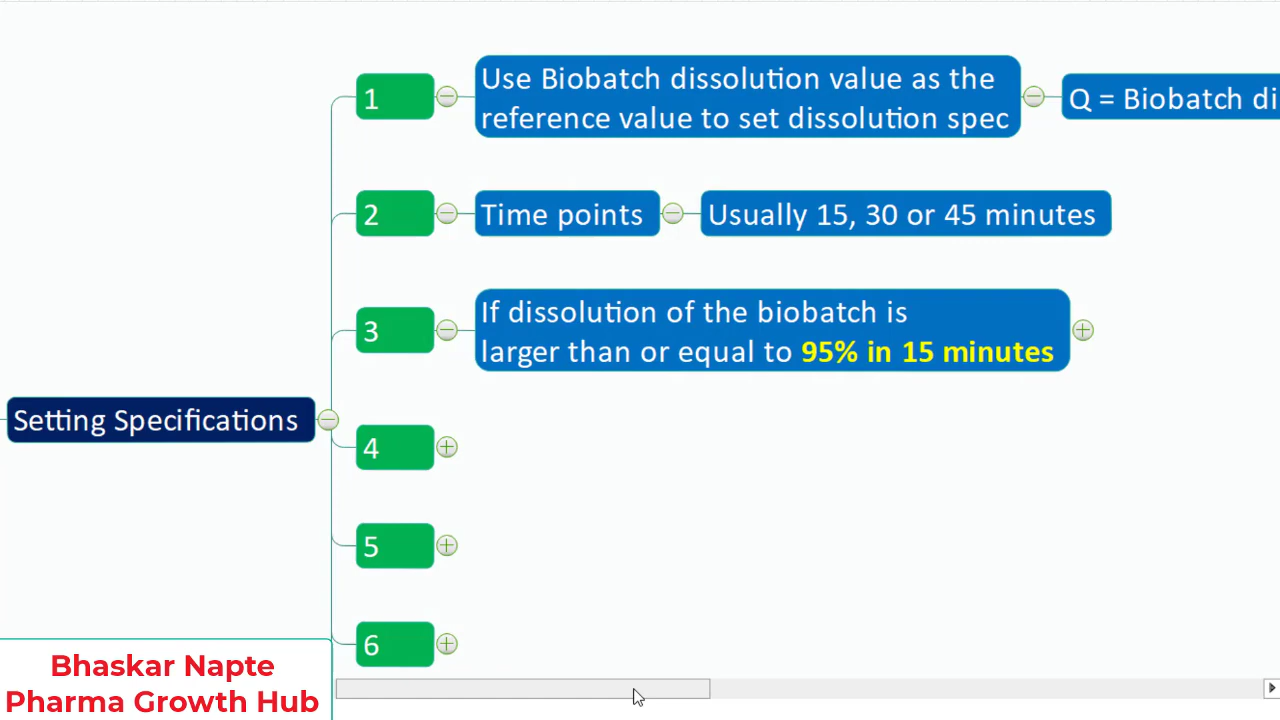 1
Use Biobatch dissolution value as the
reference value to set dissolution spec
Q = Biobatch di
2
Time points
Usually 15, 30 or 45 minutes
3
If dissolution of the biobatch is
larger than or equal to 95% in 15 minutes
Setting Specifications
4
5
6
Bhaskar Napte
Pharma Growth Hub